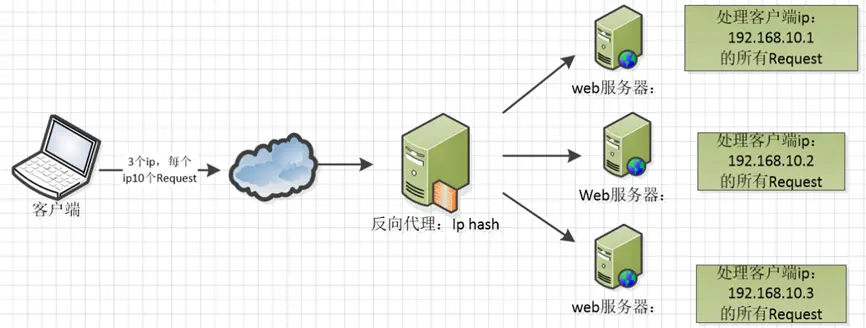 处理客户端ip：
192.168.10.1
的所有Request
web服务器：
3个ip，每个
ip10个Request
客户端
反向代理：Ip hash
处理客户端ip：
192.168.10.2
的所有Request
Web服务器：
处理客户端ip：
192.168.10.3
的所有Request
web服务器：